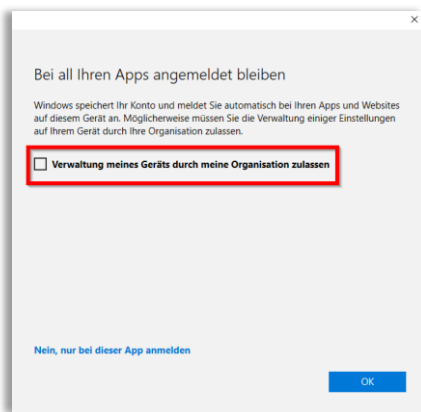 Bei all Ihren Apps angemeldet bleiben
Windows speichert Ihr Konto und meldet Sie automatisch bei Ihren Apps und Websites
auf diesem Gerät an. Möglicherweise müssen Sie die Verwaltung einiger Einstellungen
auf Ihrem Gerät durch Ihre Organisation zulassen.
Verwaltung meines Geräts durch meine Organisation zulassen
Nein, nur bei dieser App anmelden
OK